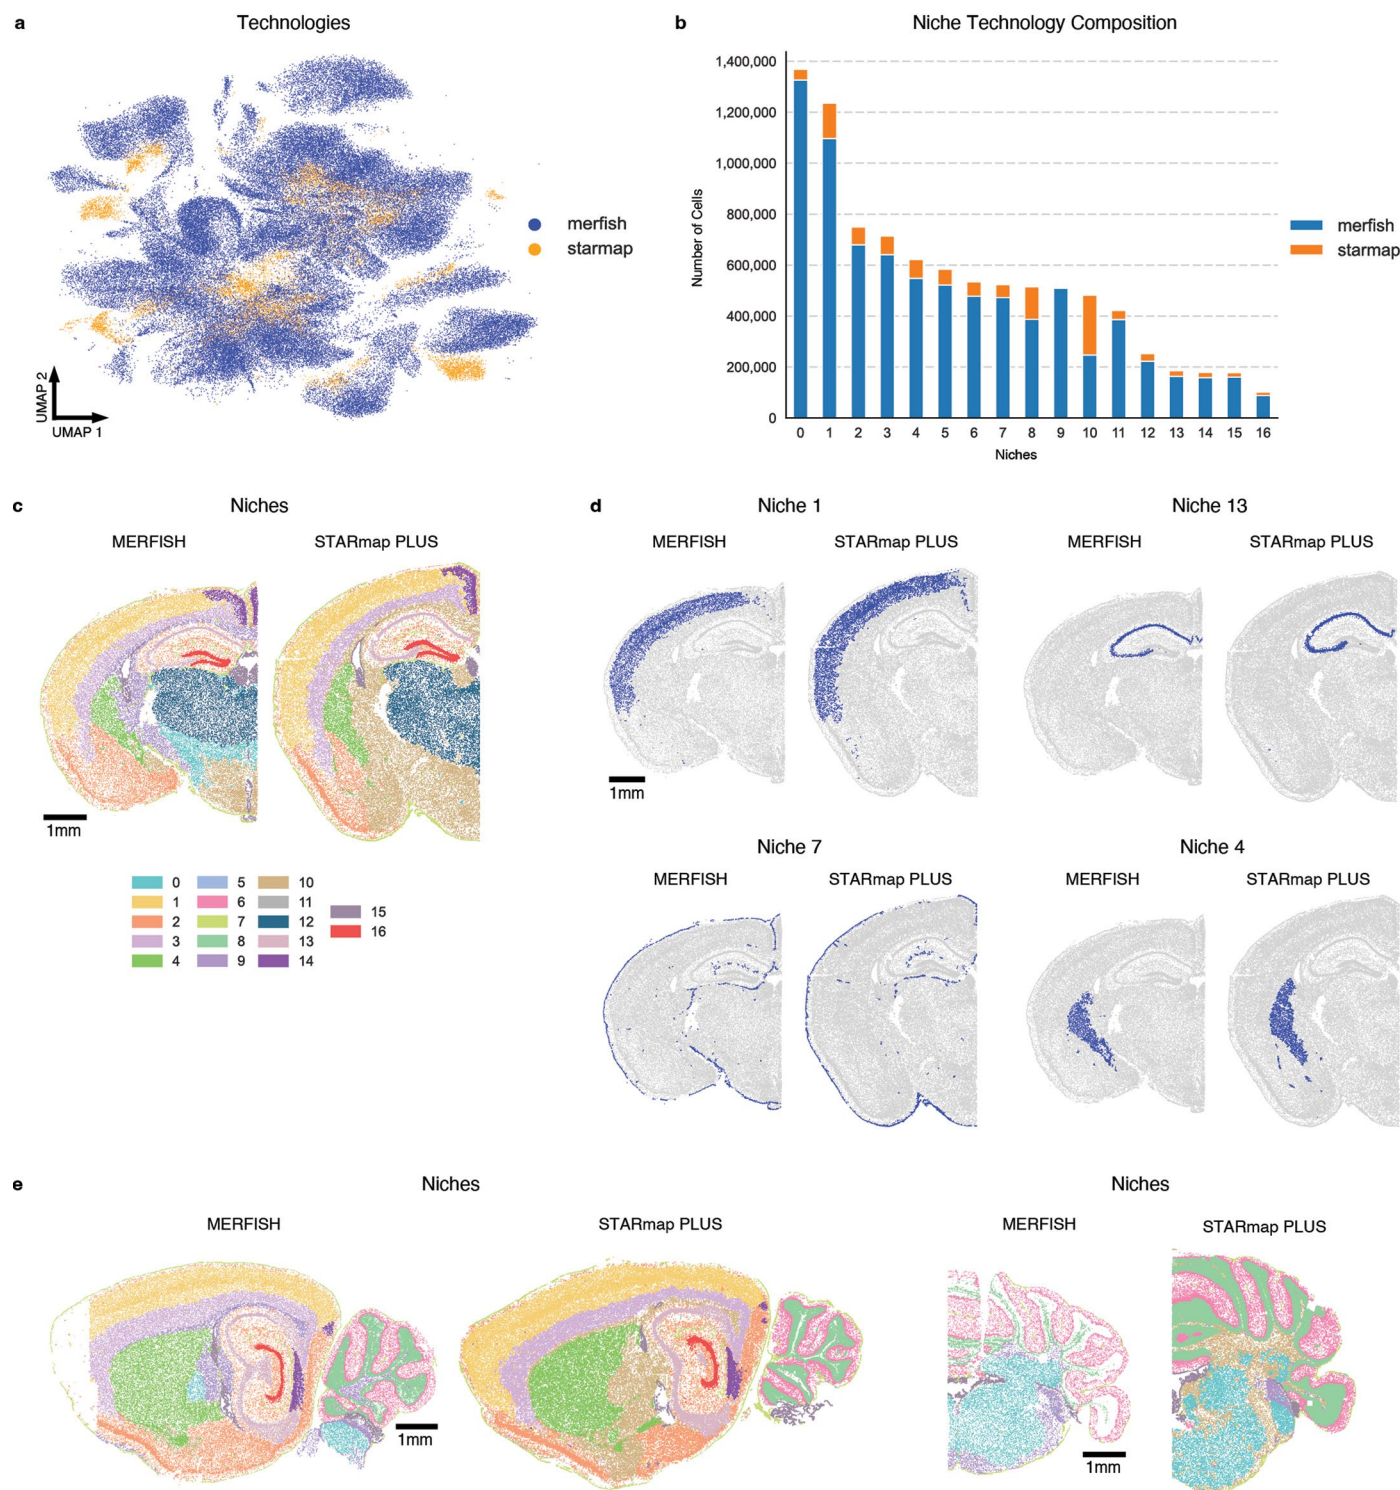 a
Technologies
merfish
starmap
UMAP 2
UMAP 1
b
Niche Technology Composition
Number of Cells
1,400,000
1,200,000
1,000,000
800,000
600,000
400,000
200,000
0
0 1 2 3 4 5 6 7 8 9 10 11 12 13 14 15 16
Niches
merfish
starmap
c
Niches
MERFISH
STARmap PLUS
1mm
0 5 10
1 6 11 15
2 7 12 16
3 8 13
4 9 14
d
Niche 1
MERFISH
STARmap PLUS
1mm
Niche 13
MERFISH
STARmap PLUS
Niche 7
MERFISH
STARmap PLUS
Niche 4
MERFISH
STARmap PLUS
e
Niches
MERFISH
STARmap PLUS
1mm
Niches
MERFISH
STARmap PLUS
1mm